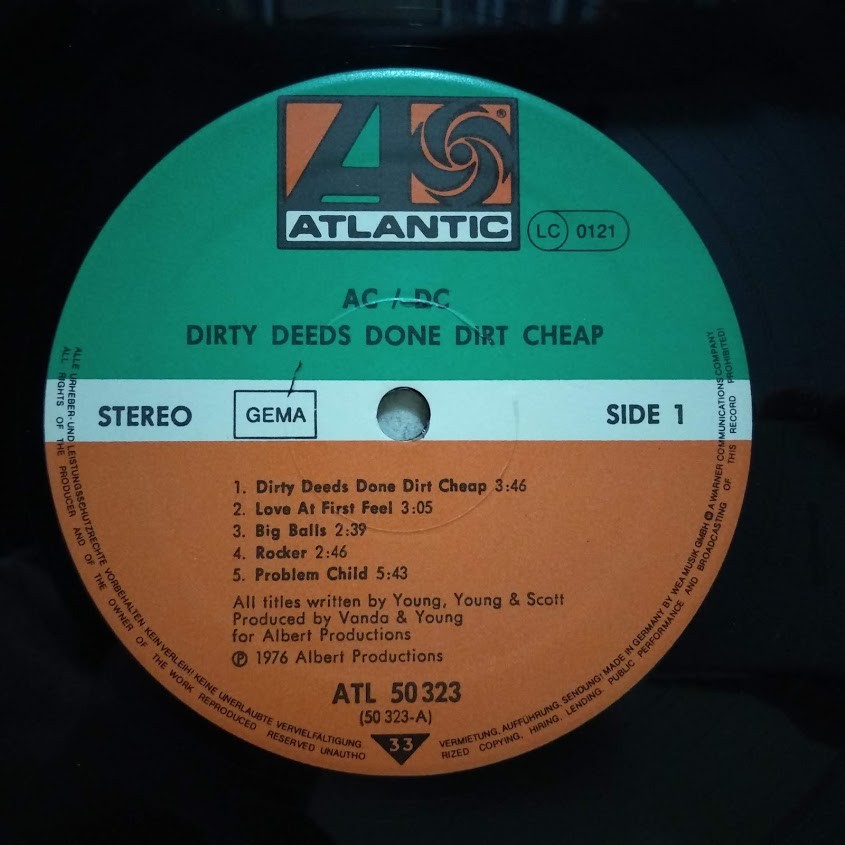 ®
ATLANTIC
LC 0121
AC / DC
DIRTY DEEDS DONE DIRT CHEAP
STEREO
GEMA
SIDE 1
1. Dirty Deeds Done Dirt Cheap 3:46
2. Love At First Feel 3:05
3. Big Balls 2:39
4. Rocker 2:46
5. Problem Child 5:43
All titles written by Young, Young & Scott
Produced by Vanda & Young
for Albert Productions
℗ 1976 Albert Productions
ATL 50 323
(50 323-A)
33
ALLE URHEBER- UND LEISTUNGSSCHUTZRECHTE VORBEHALTEN. KEIN VERLEIH! KEINE UNERLAUBTE VERVIELFÄLTIGUNG.
VERMIETUNG, AUFFÜHRUNG, SENDUNG! MADE IN GERMANY BY WEA MUSIK GMBH A WARNER COMMUNICATIONS COMPANY
ALL RIGHTS OF THE PRODUCER AND OF THE OWNER OF THE WORK REPRODUCED RESERVED UNAUTHO
RIZED COPYING, HIRING, LENDING, PUBLIC PERFORMANCE AND BROADCASTING OF THIS RECORD PROHIBITED!